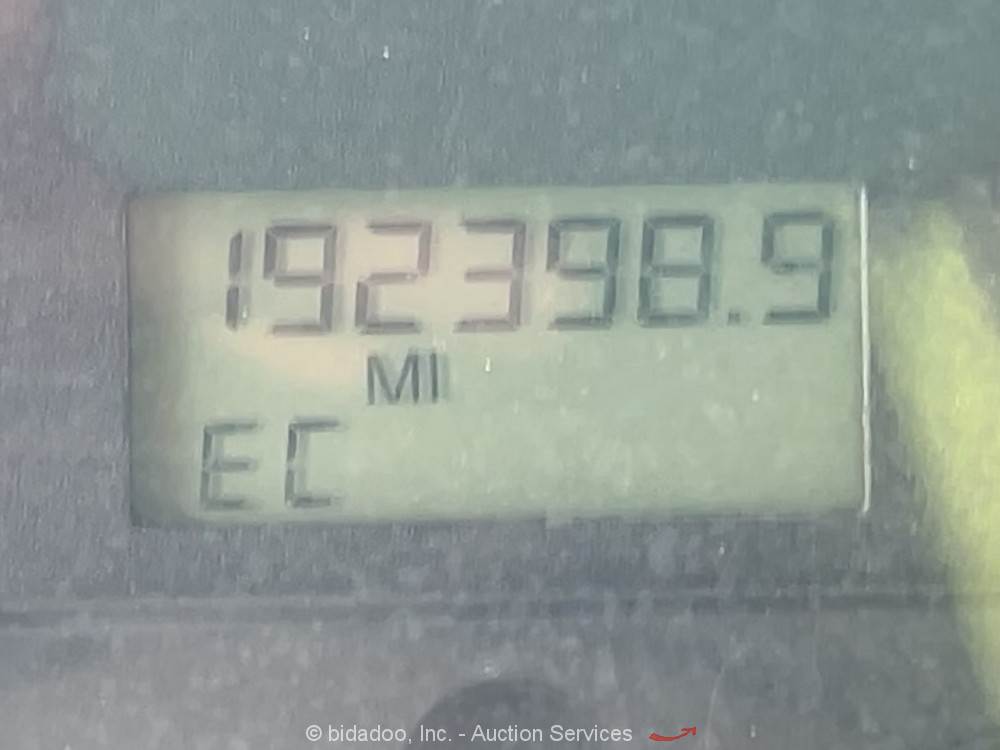 192398.9
MI
EC
© bidadoo, Inc. - Auction Services